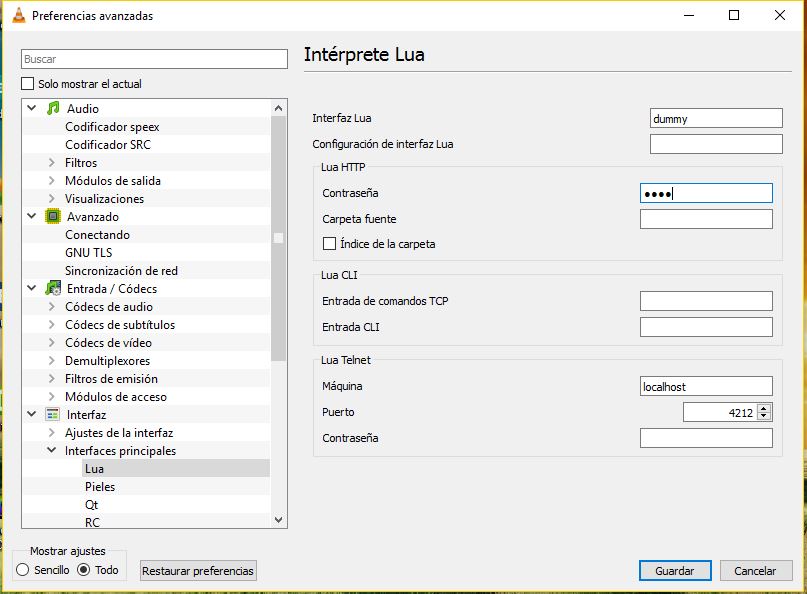 Preferencias avanzadas
Buscar
Solo mostrar el actual
Audio
Codificador speex
Codificador SRC
Filtros
Módulos de salida
Visualizaciones
Avanzado
Conectando
GNU TLS
Sincronización de red
Entrada / Códecs
Códecs de audio
Códecs de subtítulos
Códecs de vídeo
Demultiplexores
Filtros de emisión
Módulos de acceso
Interfaz
Ajustes de la interfaz
Interfaces principales
Lua
Pieles
Qt
RC
Mostrar ajustes
Sencillo Todo
Restaurar preferencias
Intérprete Lua
Interfaz Lua dummy
Configuración de interfaz Lua
Lua HTTP
Contraseña ●●●●
Carpeta fuente
Índice de la carpeta
Lua CLI
Entrada de comandos TCP
Entrada CLI
Lua Telnet
Máquina localhost
Puerto 4212
Contraseña
Guardar Cancelar